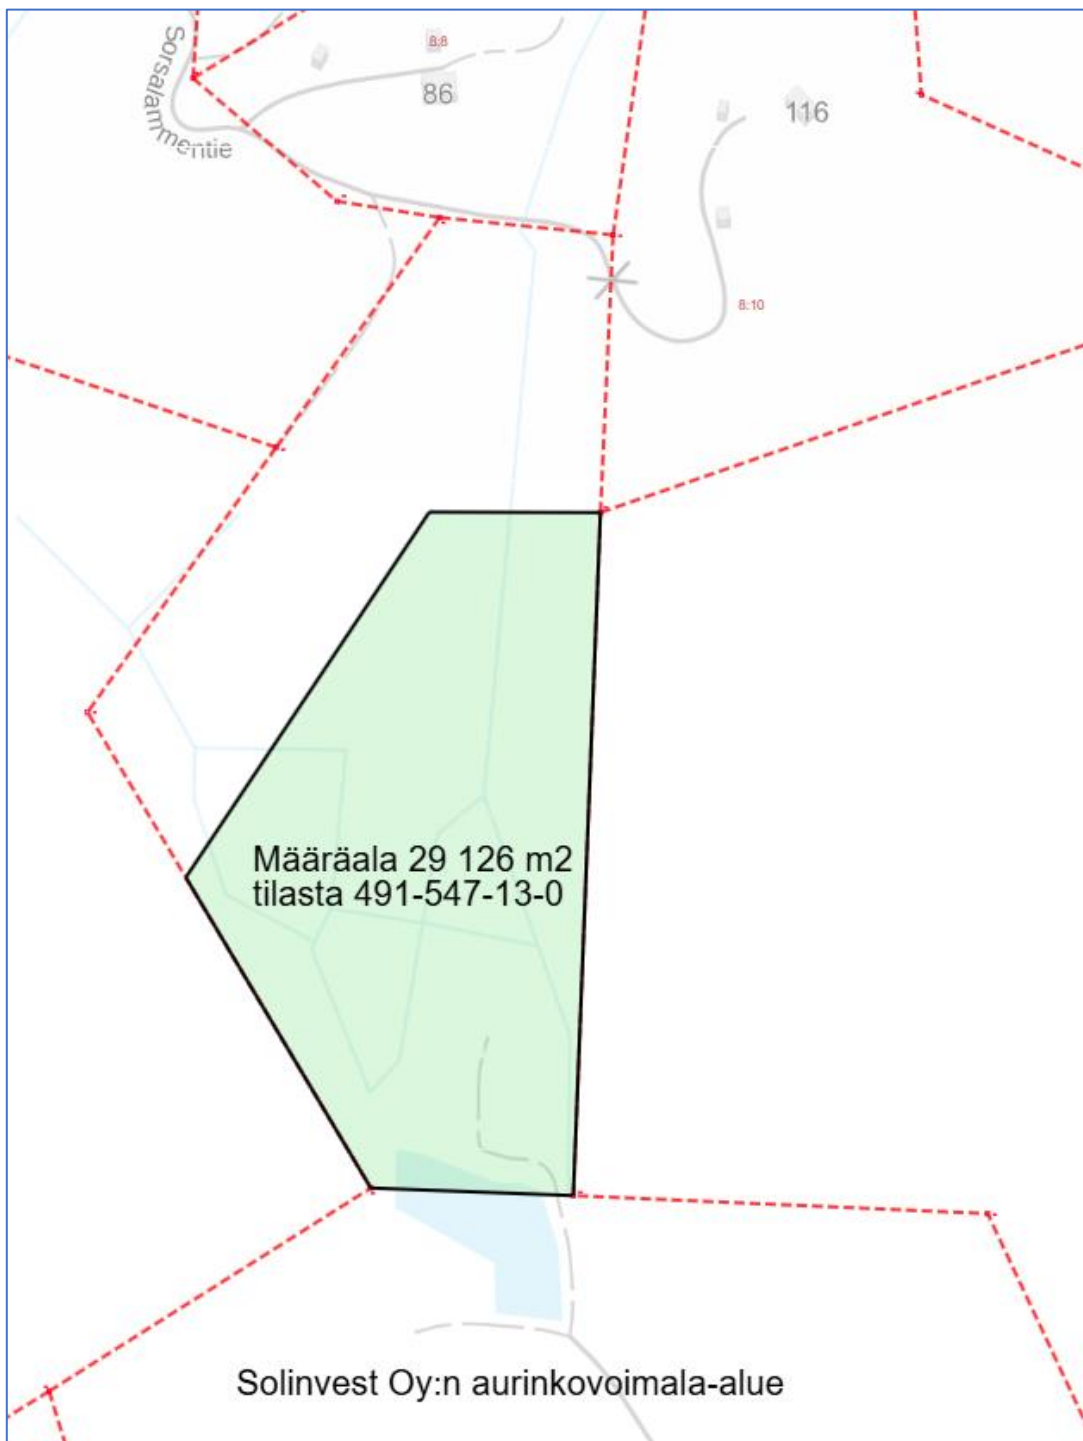 8:8
Sorsalammentie
86
116
8:10
Määräala 29 126 m2
tilasta 491-547-13-0
Solinvest Oy:n aurinkovoimala-alue